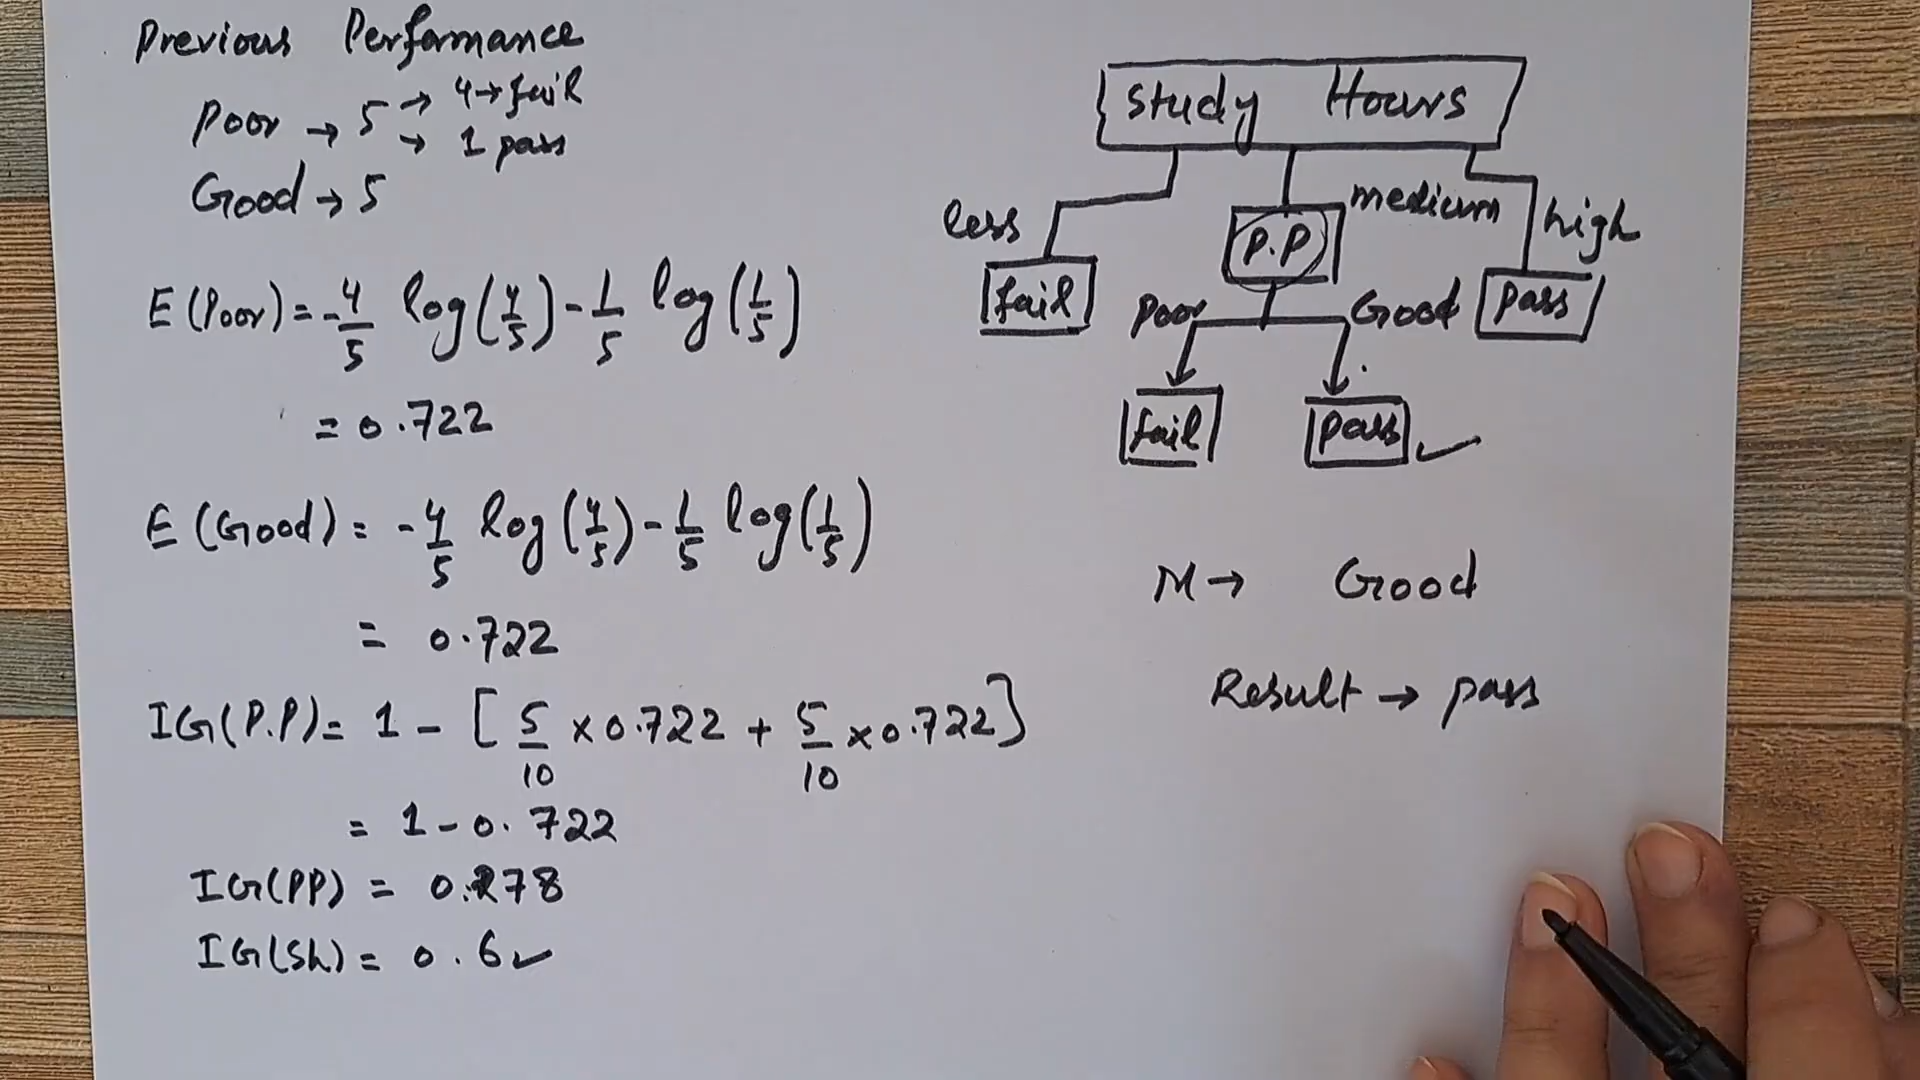 Previous Performance
Poor → 5 → 4 → fail
→ 1 pass
Good → 5
E (Poor) = -4/5 log(4/5) - 1/5 log(1/5)
= 0.722
E (Good) = -4/5 log(4/5) - 1/5 log(1/5)
= 0.722
IG(P.P) = 1 - [5/10 × 0.722 + 5/10 × 0.722]
= 1 - 0.722
IG(PP) = 0.278
IG(Sh) = 0.6 ✓
Study Hours
less
medium
high
fail
P.P
pass
Poor
Good
fail
pass ✓
M → Good
Result → pass